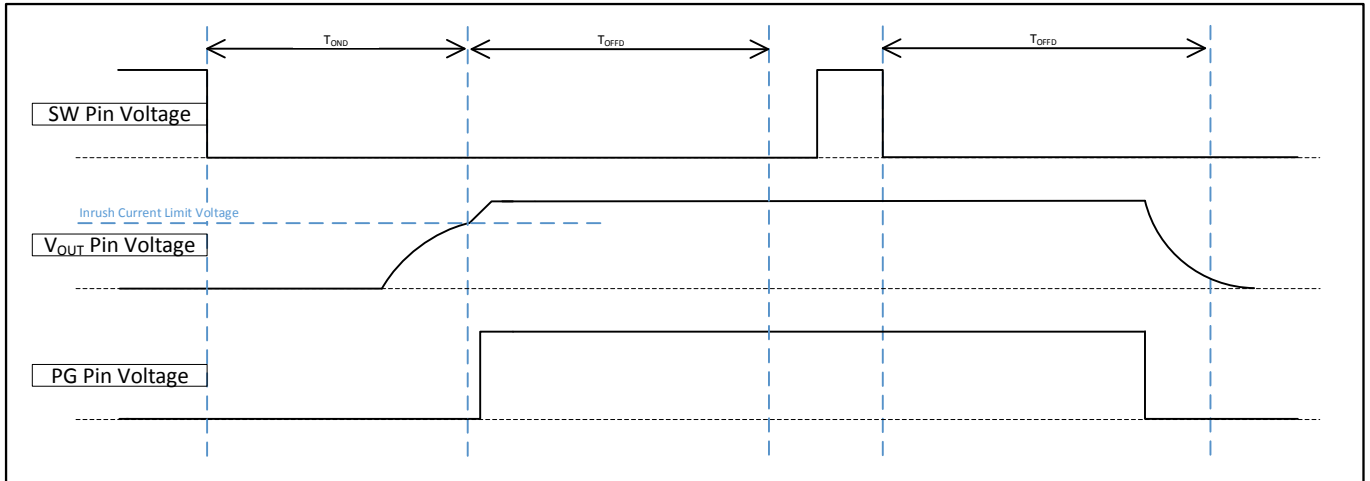 TOND
TOFFD
TOFFD
SW Pin Voltage
Inrush Current Limit Voltage
VOUT Pin Voltage
PG Pin Voltage